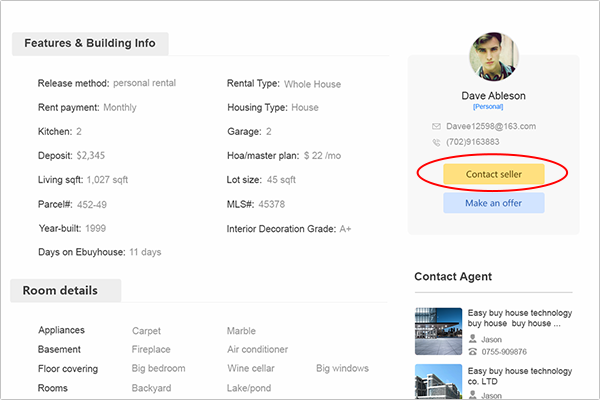 Features & Building Info
Release method: personal rental
Rental Type: Whole House
Rent payment: Monthly
Housing Type: House
Kitchen: 2
Garage: 2
Deposit: $2,345
Hoa/master plan: $ 22 /mo
Living sqft: 1,027 sqft
Lot size: 45 sqft
Parcel#: 452-49
MLS#: 45378
Year-built: 1999
Interior Decoration Grade: A+
Days on Ebuyhouse: 11 days
Room details
Appliances Carpet Marble
Basement Fireplace Air conditioner
Floor covering Big bedroom Wine cellar Big windows
Rooms Backyard Lake/pond
Dave Ableson
[Personal]
Davee12598@163.com
(702)9163883
Contact seller
Make an offer
Contact Agent
Easy buy house technology
buy house buy house ...
Jason
0755-909876
Easy buy house technology
co. LTD
Jason